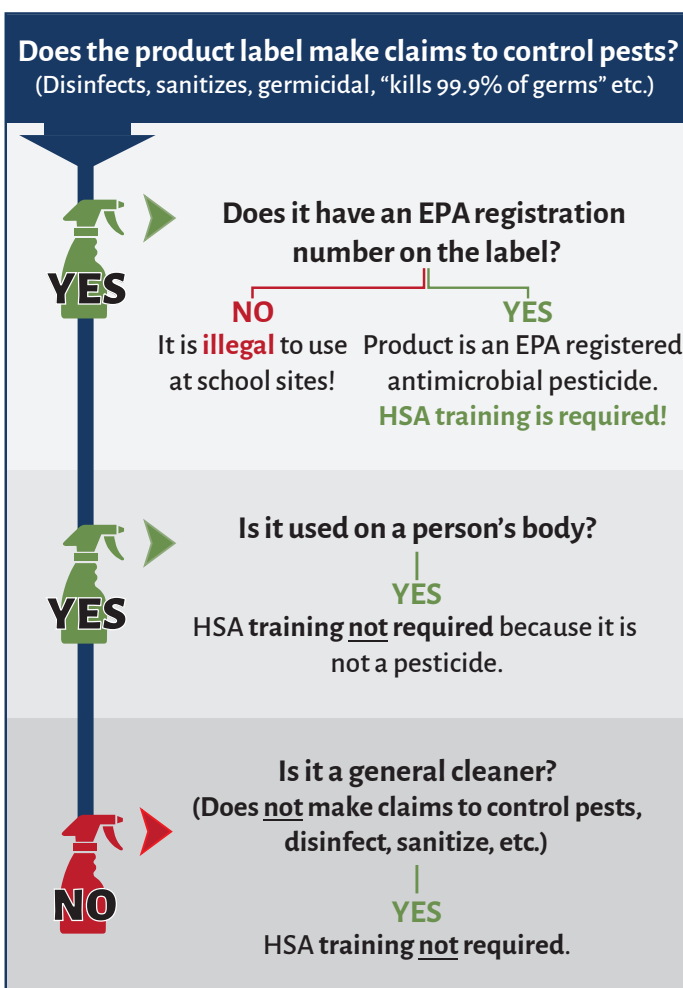 Does the product label make claims to control pests?
(Disinfects, sanitizes, germicidal, “kills 99.9% of germs” etc.)
YES
Does it have an EPA registration
number on the label?
NO
It is illegal to use
at school sites!
YES
Product is an EPA registered
antimicrobial pesticide.
HSA training is required!
YES
Is it used on a person’s body?
YES
HSA training not required because it is
not a pesticide.
NO
Is it a general cleaner?
(Does not make claims to control pests,
disinfect, sanitize, etc.)
YES
HSA training not required.